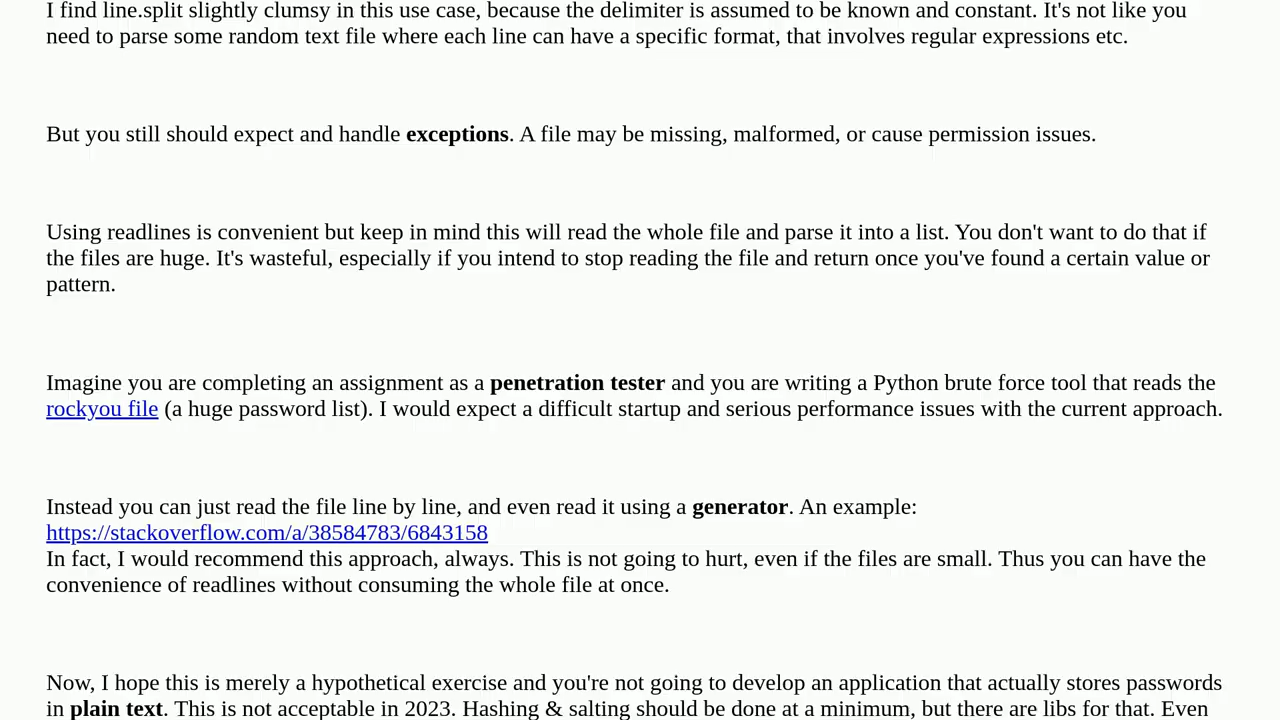 I find line.split slightly clumsy in this use case, because the delimiter is assumed to be known and constant. It's not like you
need to parse some random text file where each line can have a specific format, that involves regular expressions etc.
But you still should expect and handle exceptions. A file may be missing, malformed, or cause permission issues.
Using readlines is convenient but keep in mind this will read the whole file and parse it into a list. You don't want to do that if
the files are huge. It's wasteful, especially if you intend to stop reading the file and return once you've found a certain value or
pattern.
Imagine you are completing an assignment as a penetration tester and you are writing a Python brute force tool that reads the
rockyou file (a huge password list). I would expect a difficult startup and serious performance issues with the current approach.
Instead you can just read the file line by line, and even read it using a generator. An example:
https://stackoverflow.com/a/38584783/6843158
In fact, I would recommend this approach, always. This is not going to hurt, even if the files are small. Thus you can have the
convenience of readlines without consuming the whole file at once.
Now, I hope this is merely a hypothetical exercise and you're not going to develop an application that actually stores passwords
in plain text. This is not acceptable in 2023. Hashing & salting should be done at a minimum, but there are libs for that. Even